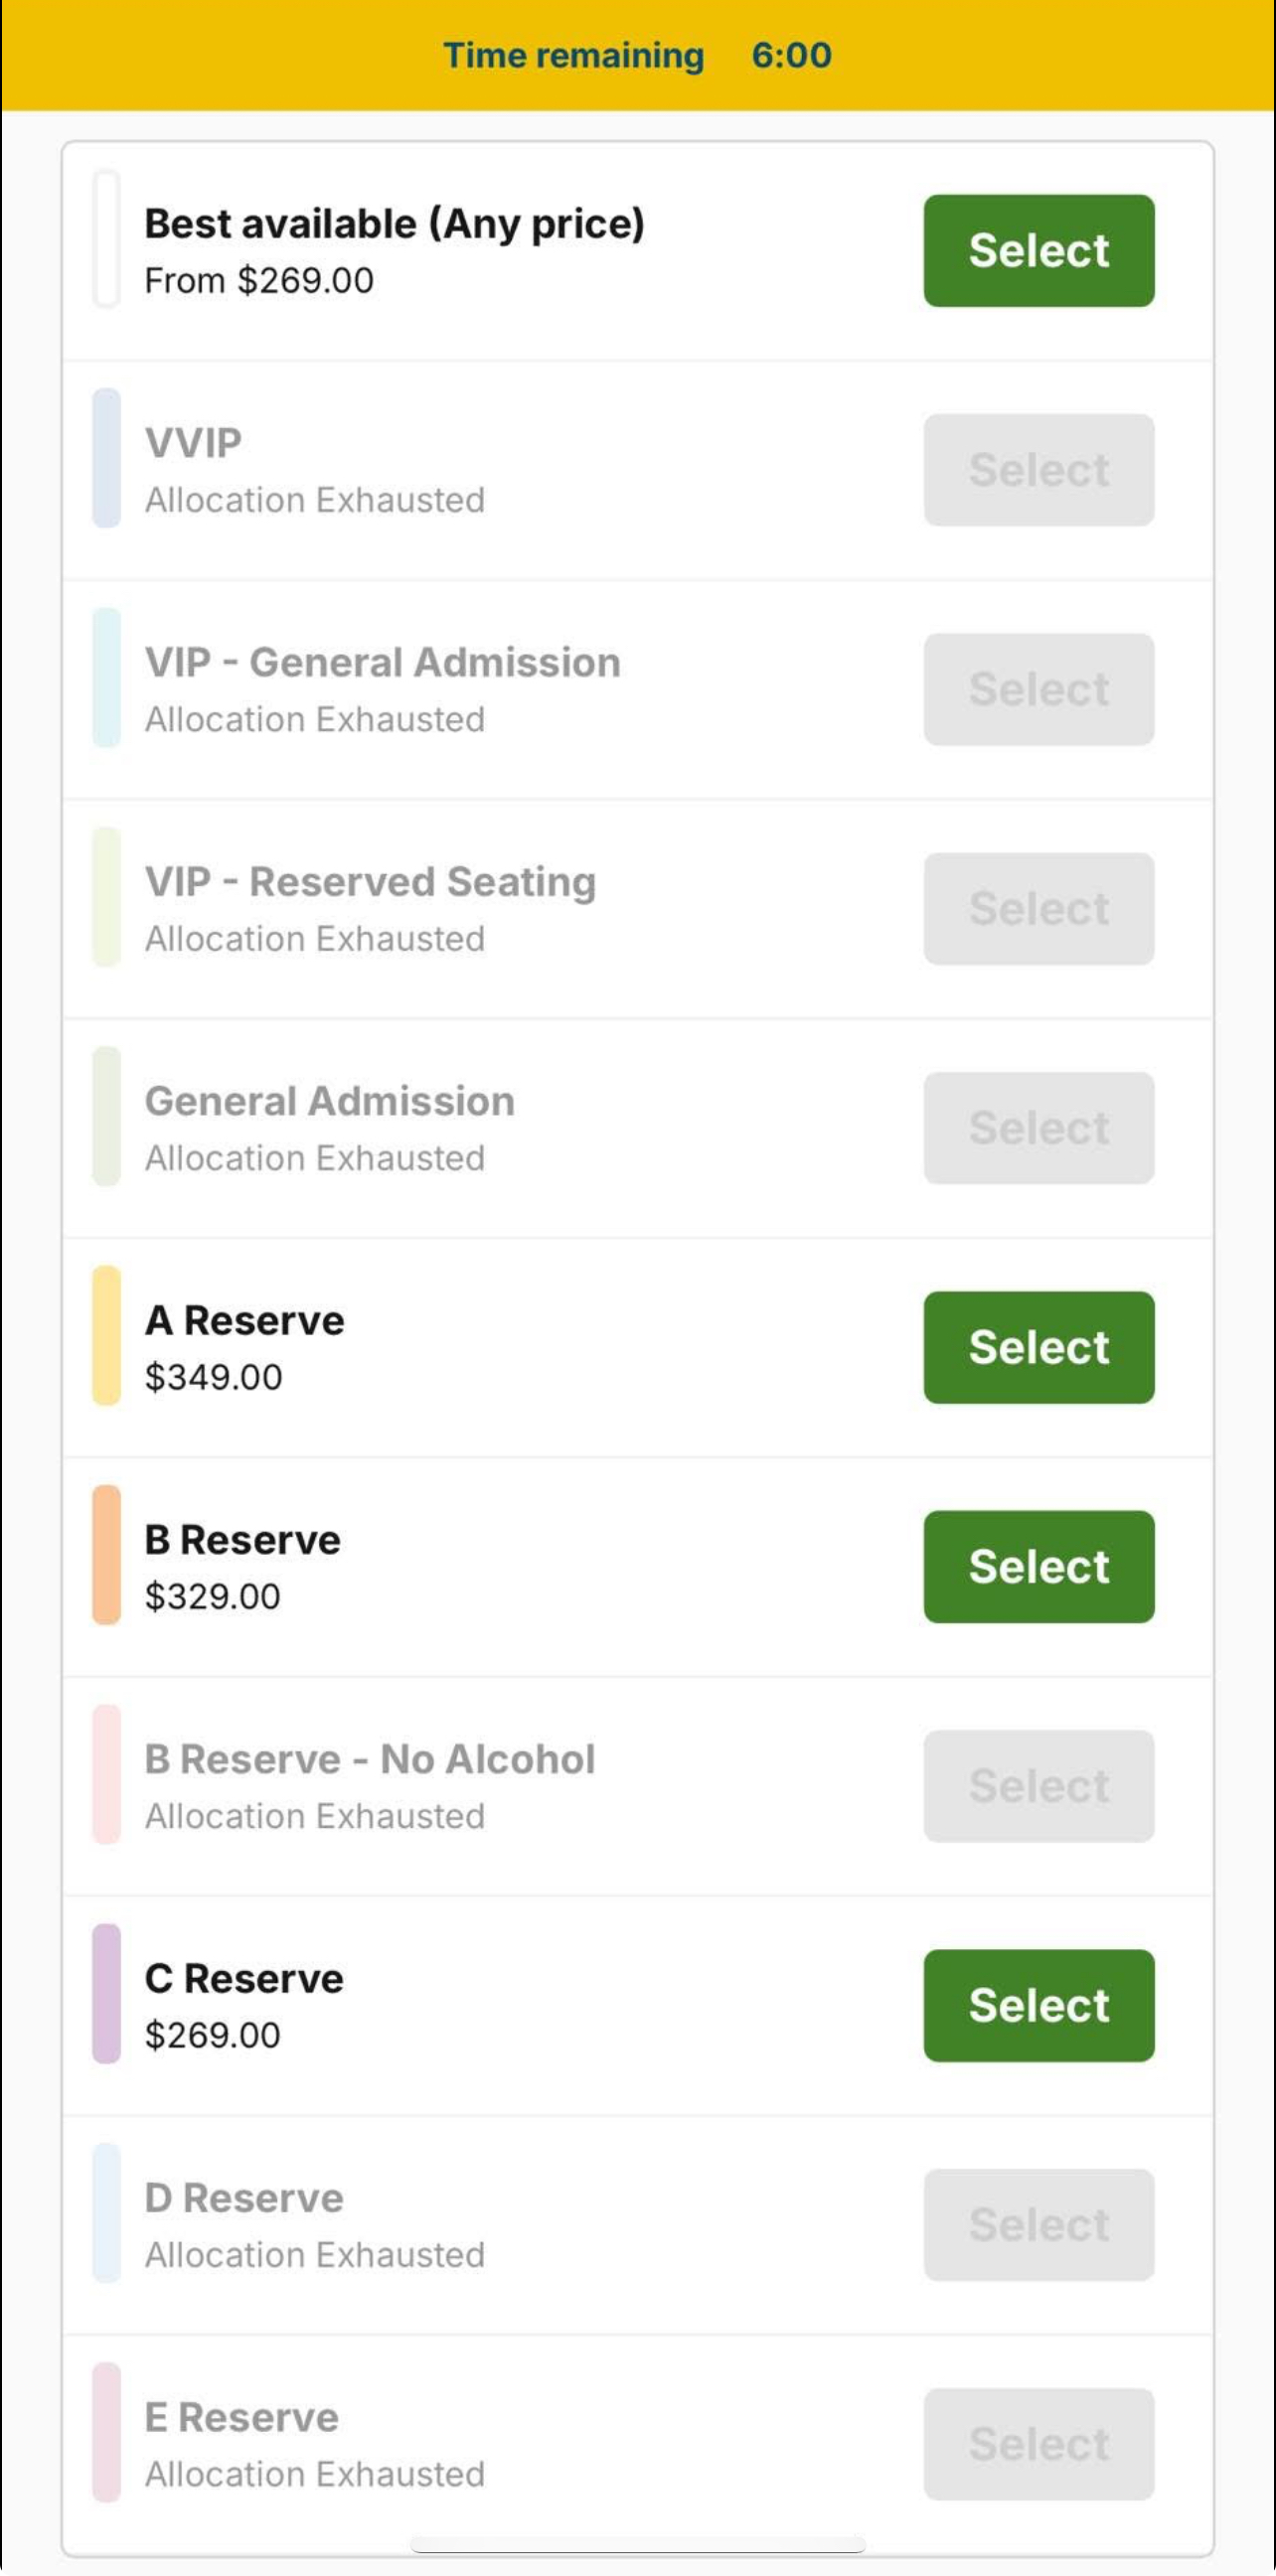 Time remaining 6:00
Best available (Any price)
From $269.00
Select
VVIP
Allocation Exhausted
Select
VIP - General Admission
Allocation Exhausted
Select
VIP - Reserved Seating
Allocation Exhausted
Select
General Admission
Allocation Exhausted
Select
A Reserve
$349.00
Select
B Reserve
$329.00
Select
B Reserve - No Alcohol
Allocation Exhausted
Select
C Reserve
$269.00
Select
D Reserve
Allocation Exhausted
Select
E Reserve
Allocation Exhausted
Select